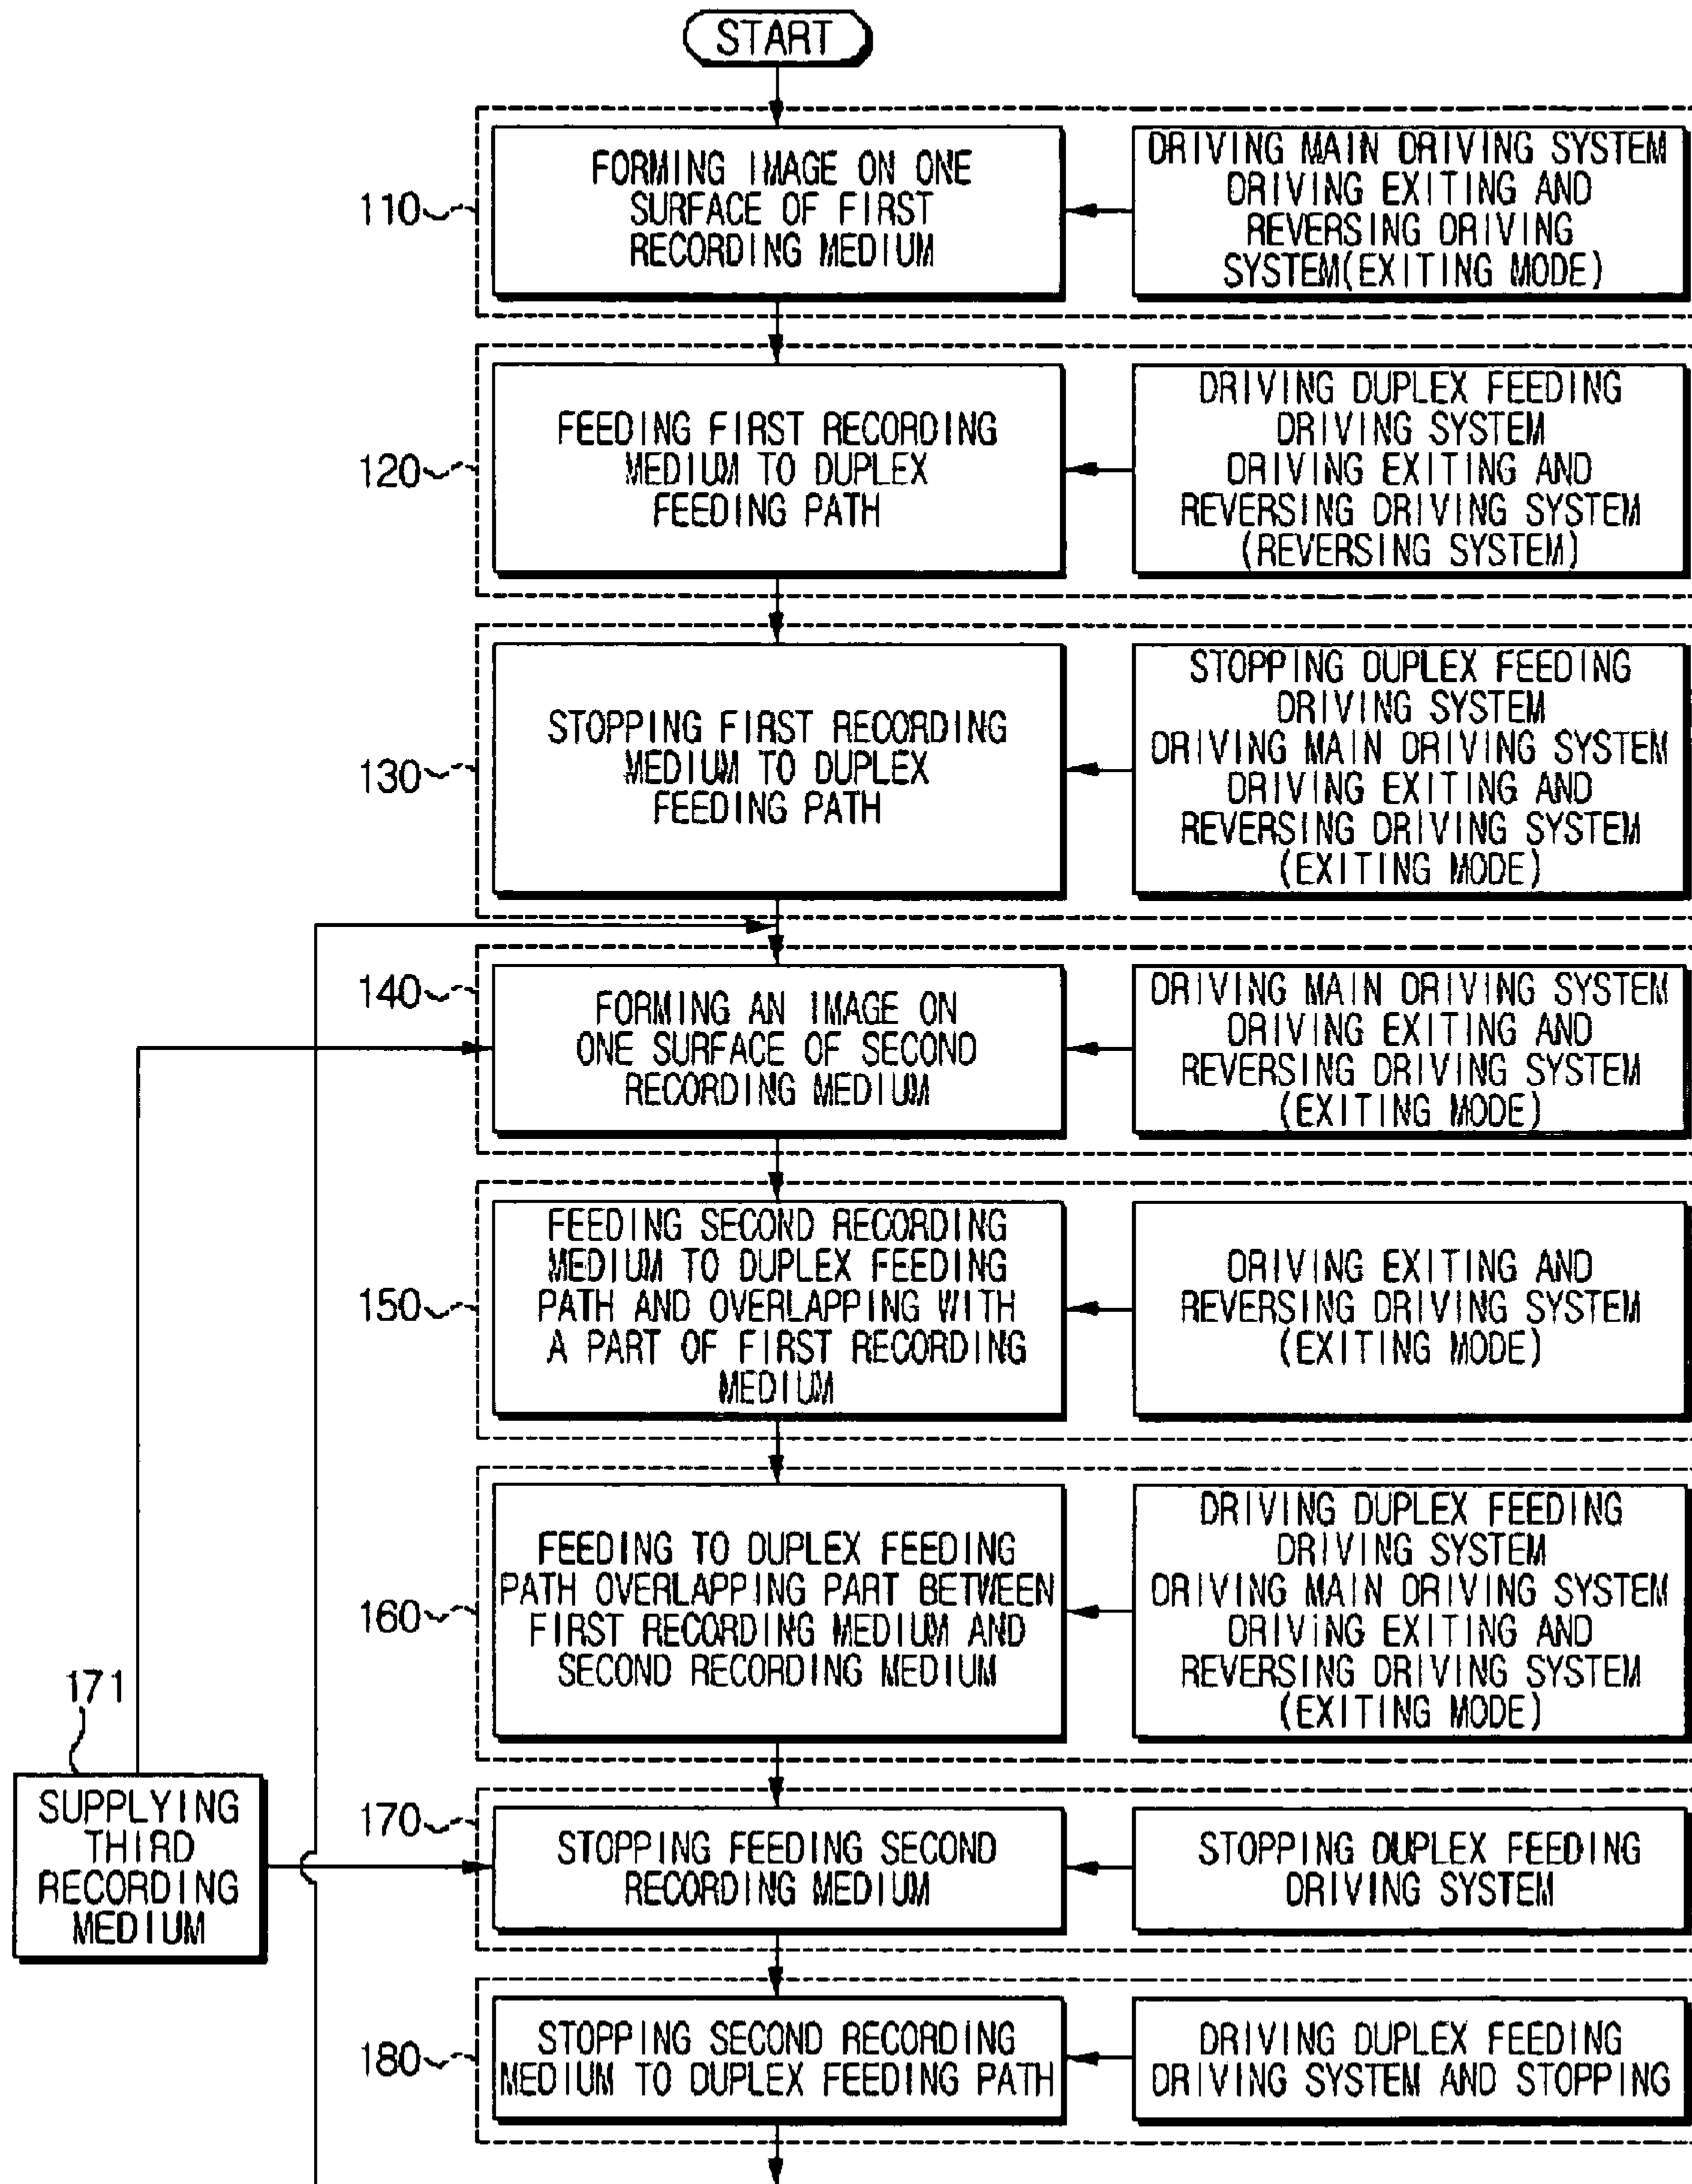 START
110
FORMING IMAGE ON ONE
SURFACE OF FIRST
RECORDING MEDIUM
DRIVING MAIN DRIVING SYSTEM
DRIVING EXITING AND
REVERSING DRIVING
SYSTEM(EXITING MODE)
120
FEEDING FIRST RECORDING
MEDIUM TO DUPLEX
FEEDING PATH
DRIVING DUPLEX FEEDING
DRIVING SYSTEM
DRIVING EXITING AND
REVERSING DRIVING SYSTEM
(REVERSING SYSTEM)
130
STOPPING FIRST RECORDING
MEDIUM TO DUPLEX
FEEDING PATH
STOPPING DUPLEX FEEDING
DRIVING SYSTEM
DRIVING MAIN DRIVING SYSTEM
DRIVING EXITING AND
REVERSING DRIVING SYSTEM
(EXITING MODE)
140
FORMING AN IMAGE ON
ONE SURFACE OF SECOND
RECORDING MEDIUM
DRIVING MAIN DRIVING SYSTEM
DRIVING EXITING AND
REVERSING DRIVING SYSTEM
(EXITING MODE)
150
FEEDING SECOND RECORDING
MEDIUM TO DUPLEX FEEDING
PATH AND OVERLAPPING WITH
A PART OF FIRST RECORDING
MEDIUM
DRIVING EXITING AND
REVERSING DRIVING SYSTEM
(EXITING MODE)
160
FEEDING TO DUPLEX FEEDING
PATH OVERLAPPING PART BETWEEN
FIRST RECORDING MEDIUM AND
SECOND RECORDING MEDIUM
DRIVING DUPLEX FEEDING
DRIVING SYSTEM
DRIVING MAIN DRIVING SYSTEM
DRIVING EXITING AND
REVERSING DRIVING SYSTEM
(EXITING MODE)
171
SUPPLYING
THIRD
RECORDING
MEDIUM
170
STOPPING FEEDING SECOND
RECORDING MEDIUM
STOPPING DUPLEX FEEDING
DRIVING SYSTEM
180
STOPPING SECOND RECORDING
MEDIUM TO DUPLEX FEEDING PATH
DRIVING DUPLEX FEEDING
DRIVING SYSTEM AND STOPPING